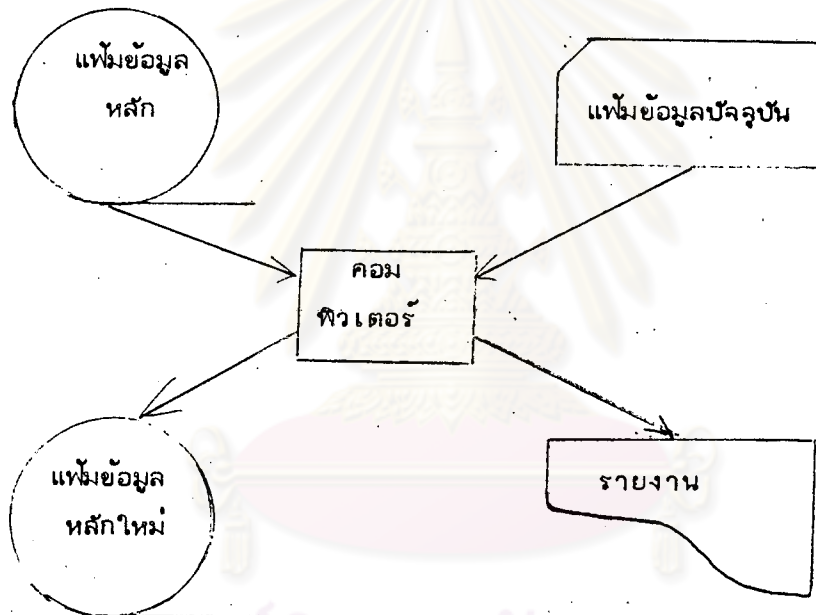 แฟ้มข้อมูล
หลัก
แฟ้มข้อมูลปัจจุบัน
คอม
พิวเตอร์
แฟ้มข้อมูล
หลักใหม่
รายงาน